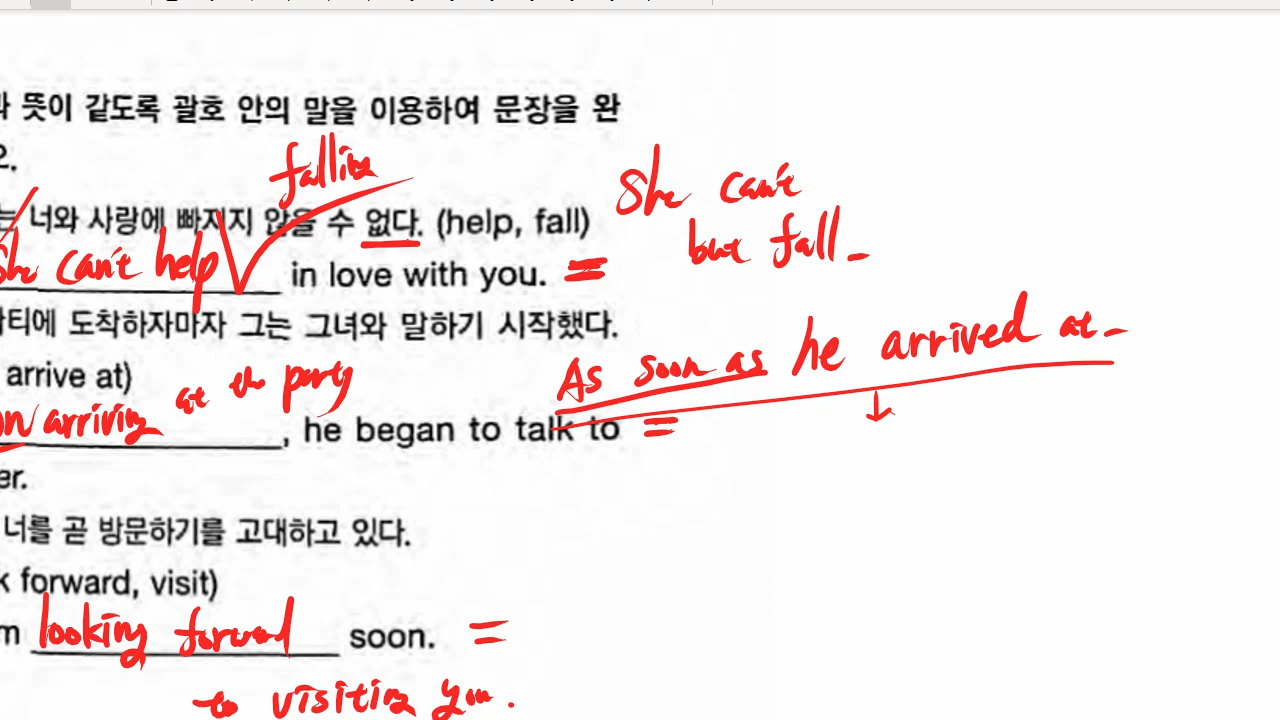 뜻이 같도록 괄호 안의 말을 이용하여 문장을 완
오.
falling
는 너와 사랑에 빠지지 않을 수 없다. (help, fall)
She can't
but fall
She can't help in love with you. =
티에 도착하자마자 그는 그녀와 말하기 시작했다.
As soon as he arrived at
arrive at)
at the party
on arriving , he began to talk to =
er.
너를 곧 방문하기를 고대하고 있다.
k forward, visit)
m looking forward soon. =
to visiting you.